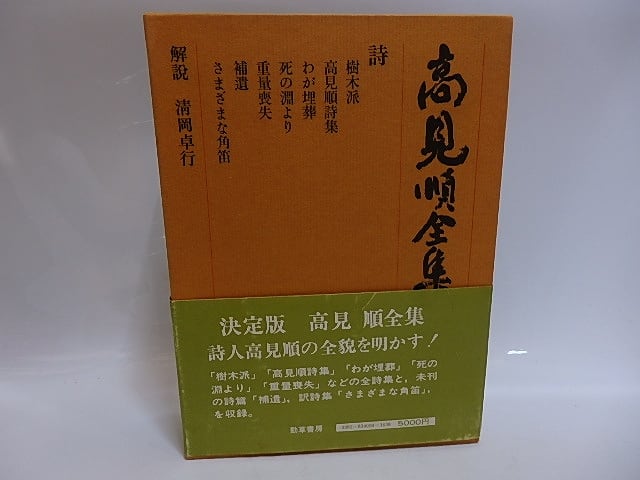 高見順全集
詩
樹木派
高見順詩集
わが埋葬
死の淵より
重量喪失
補遺
さまざまな角笛
解説　清岡卓行
決定版　高見 順全集
詩人高見順の全貌を明かす！
「樹木派」「高見順詩集」「わが埋葬」「死の
淵より」「重量喪失」などの全詩集と、未刊
の詩篇「補遺」、訳詩集「さまざまな角笛」、
を収録。
勁草書房
5000円